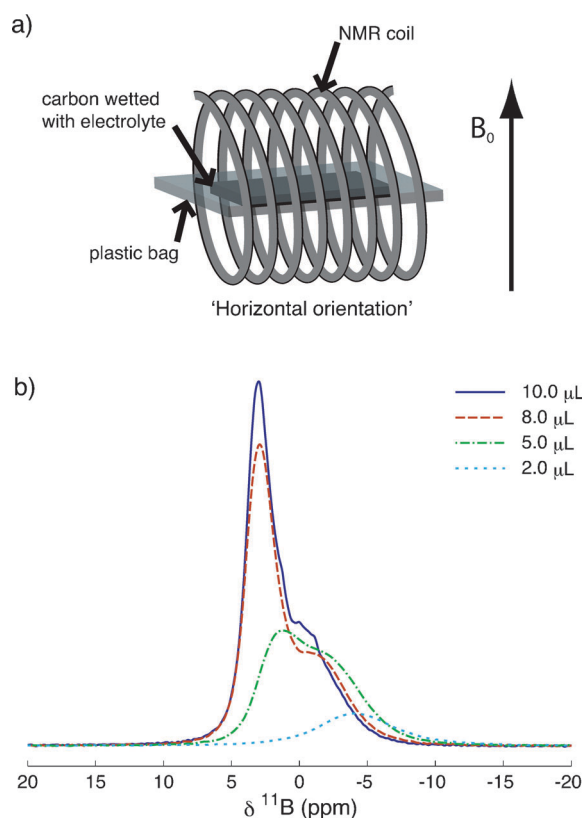 a)
NMR coil
carbon wetted
with electrolyte
B₀
plastic bag
'Horizontal orientation'
b)
10.0 μL
8.0 μL
5.0 μL
2.0 μL
20 15 10 5 0 -5 -10 -15 -20
δ ¹¹B (ppm)